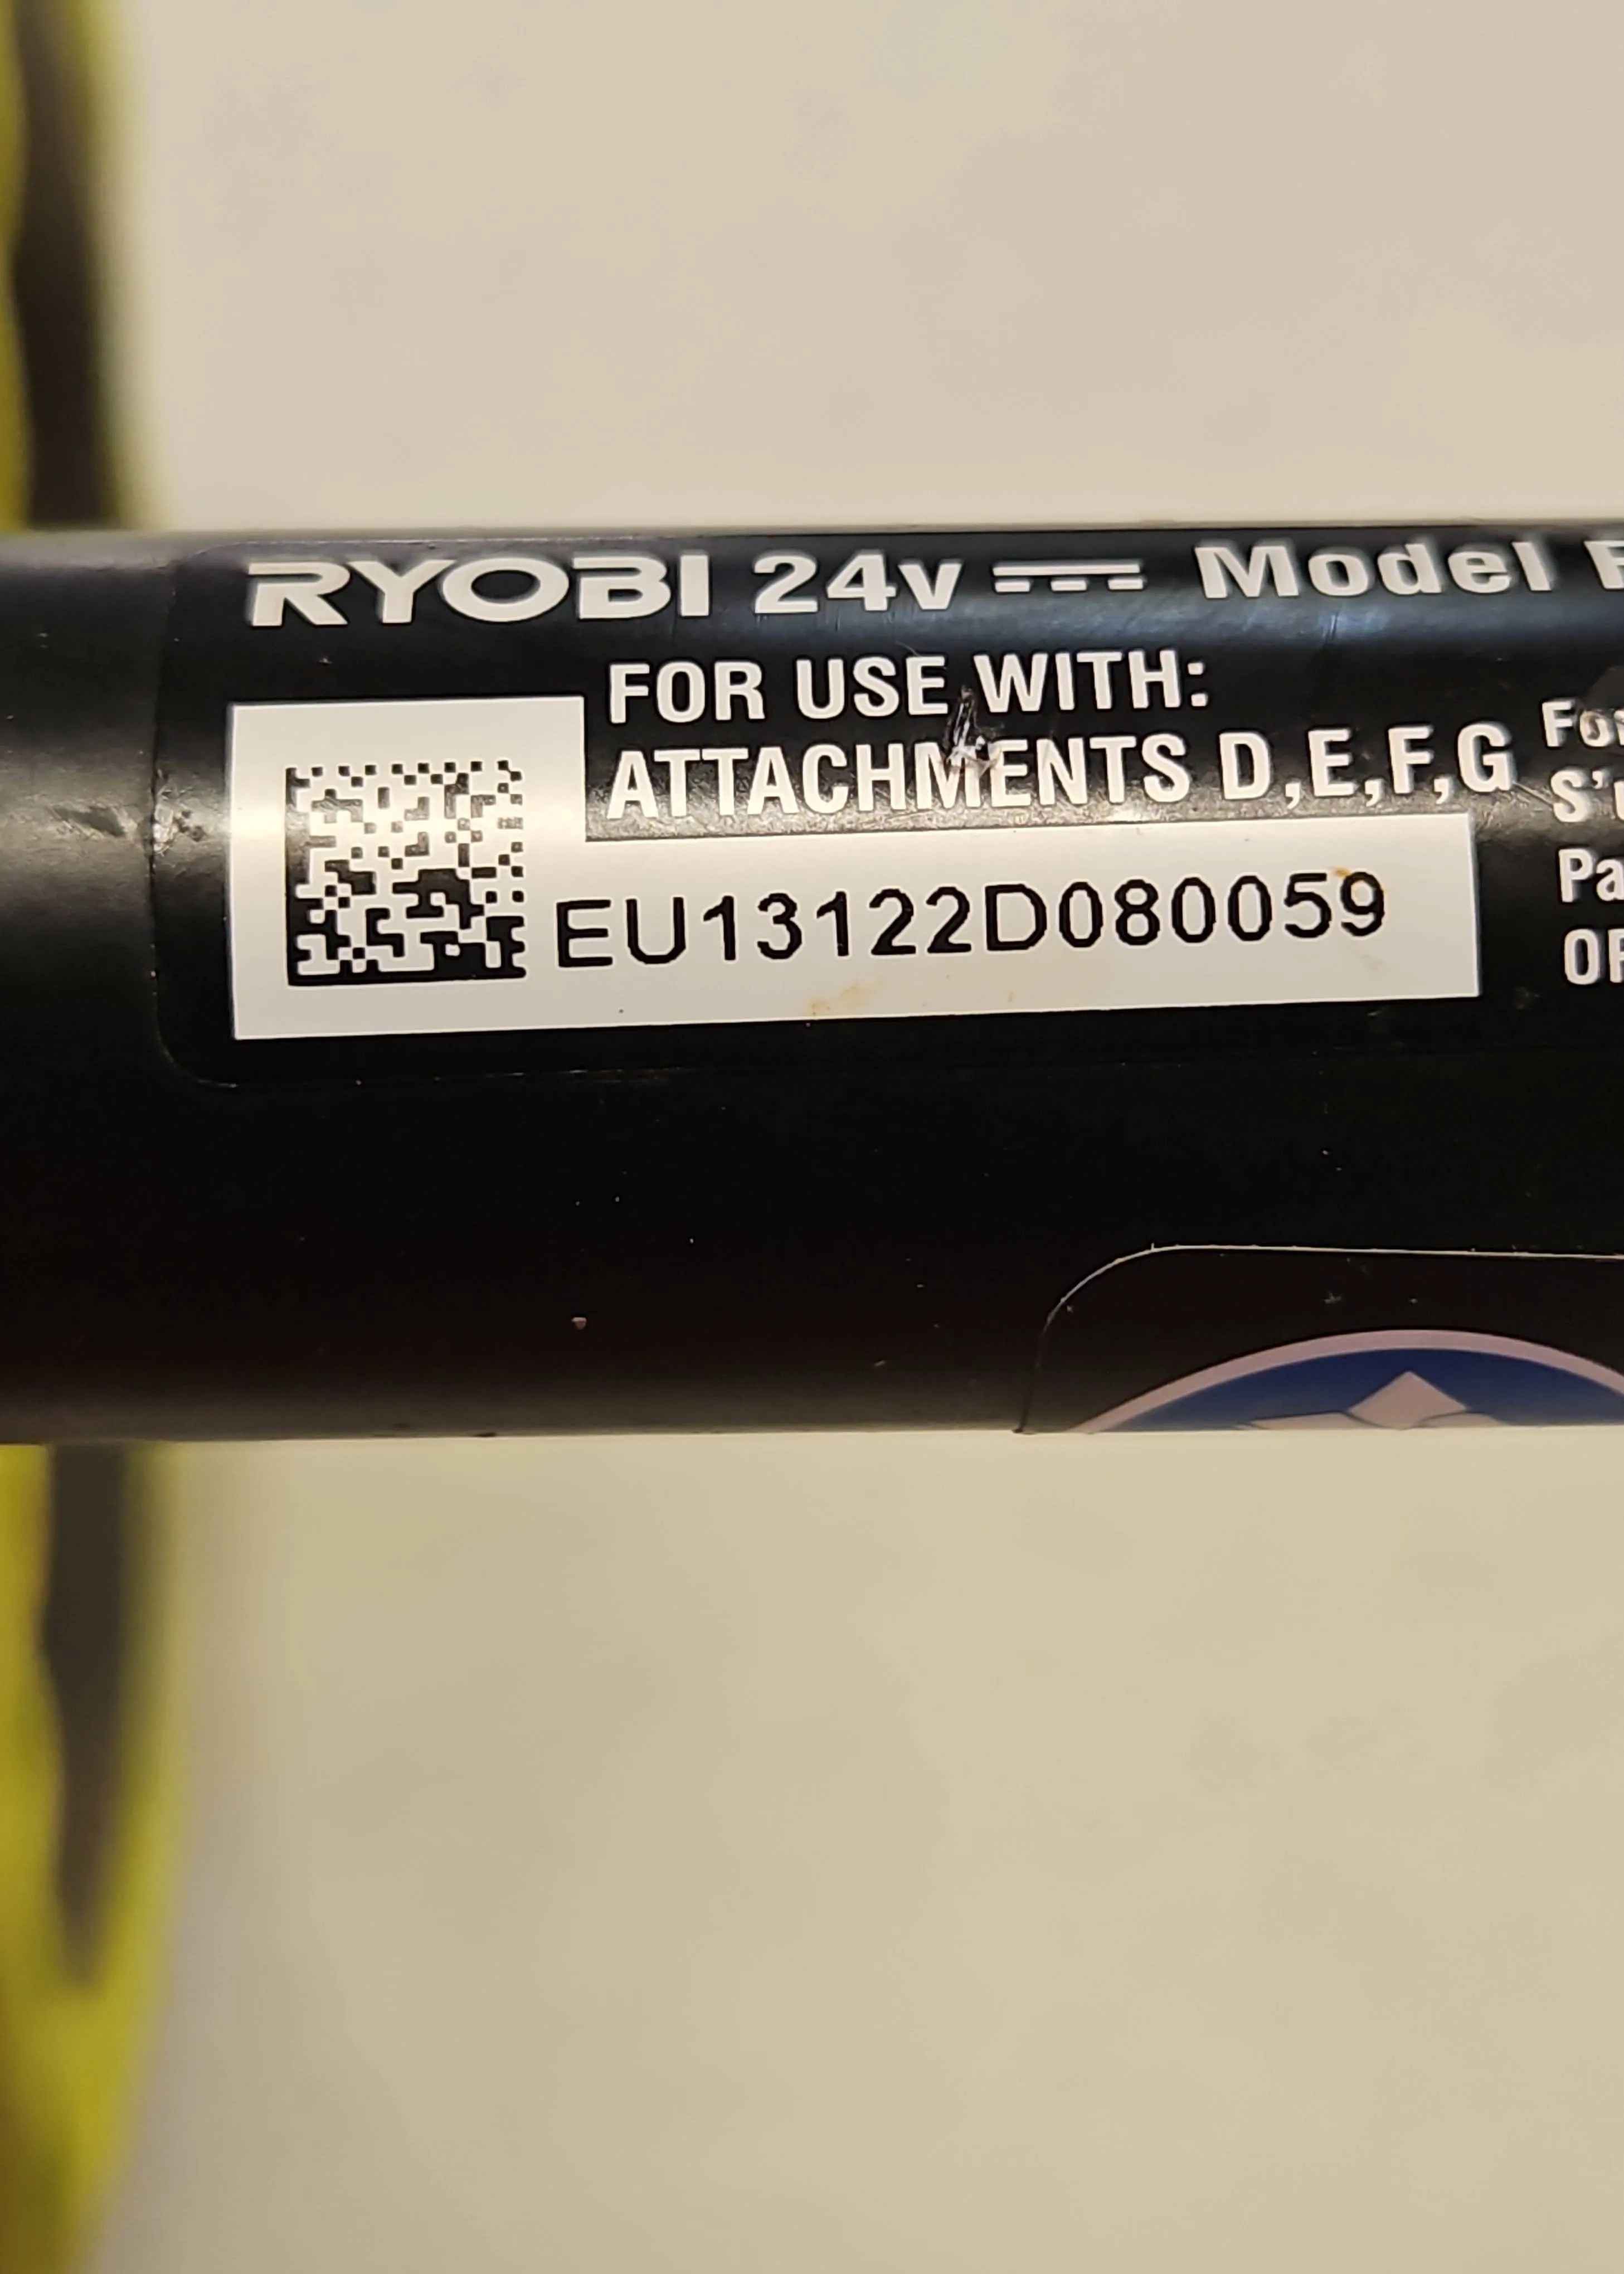 RYOBI 24v Model
FOR USE WITH:
ATTACHMENTS D,E,F,G
EU13122D080059